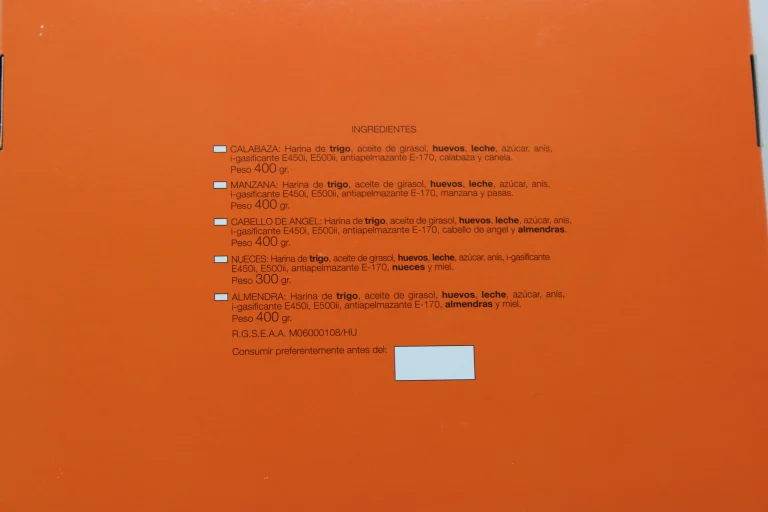 INGREDIENTES
CALABAZA: Harina de trigo, aceite de girasol, huevos, leche, azúcar, anís,
i-gasificante E450i, E500ii, antiapelmazante E-170, calabaza y canela.
Peso 400 gr.
MANZANA: Harina de trigo, aceite de girasol, huevos, leche, azúcar, anís,
i-gasificante E450i, E500ii, antiapelmazante E-170, manzana y pasas.
Peso 400 gr.
CABELLO DE ANGEL: Harina de trigo, aceite de girasol, huevos, leche, azúcar, anís,
i-gasificante E450i, E500ii, antiapelmazante E-170, cabello de angel y almendras.
Peso 400 gr.
NUECES: Harina de trigo, aceite de girasol, huevos, leche, azúcar, anís, i-gasificante
E450i, E500ii, antiapelmazante E-170, nueces y miel.
Peso 300 gr.
ALMENDRA: Harina de trigo, aceite de girasol, huevos, leche, azúcar, anís,
i-gasificante E450i, E500ii, antiapelmazante E-170, almendras y miel.
Peso 400 gr.
R.G.S.E.A.A. M06000108/HU
Consumir preferentemente antes del: